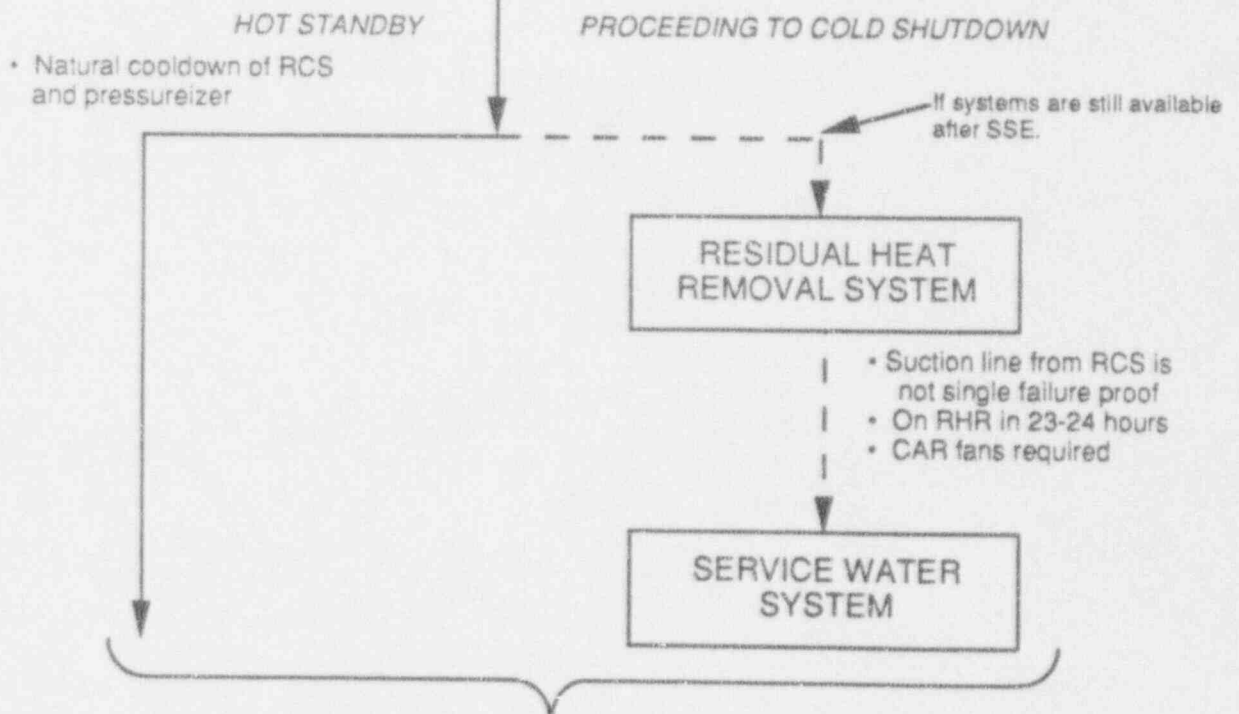 HOT STANDBY
PROCEEDING TO COLD SHUTDOWN
• Natural cooldown of RCS
and pressureizer
If systems are still available
after SSE.
RESIDUAL HEAT
REMOVAL SYSTEM
• Suction line from RCS is
not single failure proof
• On RHR in 23-24 hours
• CAR fans required
SERVICE WATER
SYSTEM